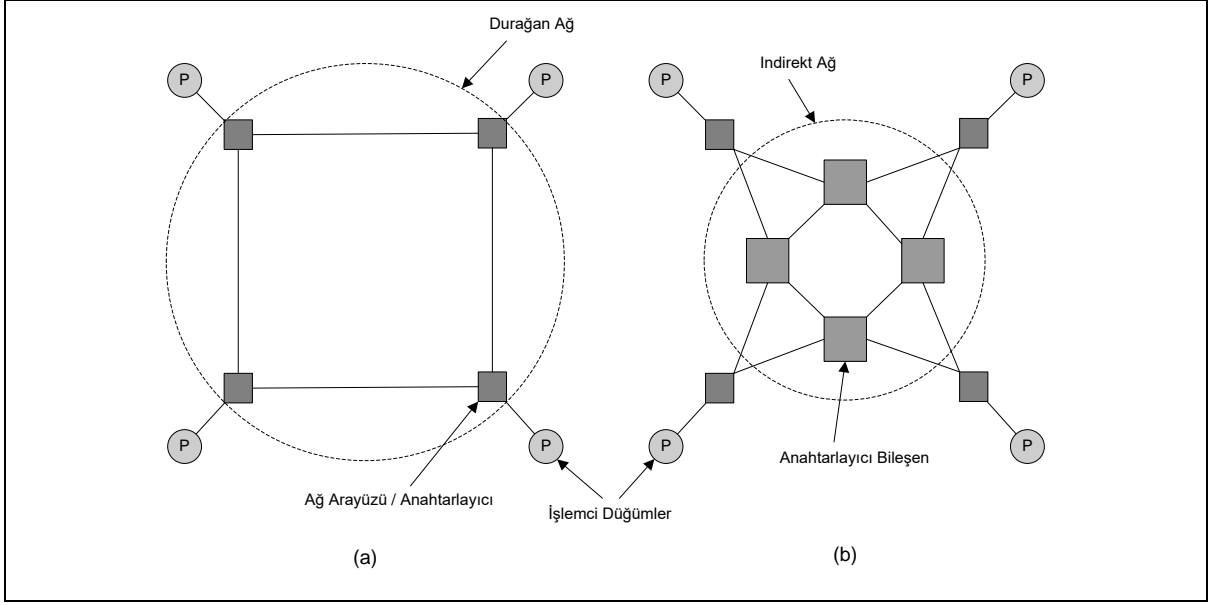 Durağan Ağ
P
P
P
P
Ağ Arayüzü / Anahtarlayıcı
(a)
İşlemci Düğümler
Indirekt Ağ
P
P
P
P
Anahtarlayıcı Bileşen
(b)